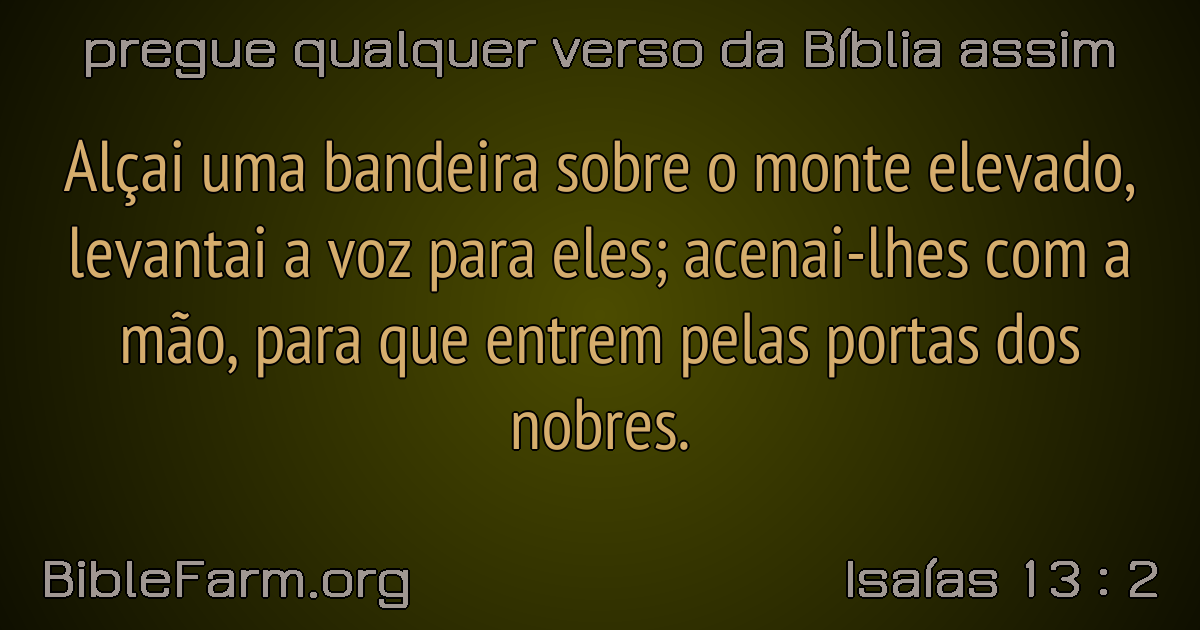 pregue qualquer verso da Bíblia assim
Alçai uma bandeira sobre o monte elevado,
levantai a voz para eles; acenai-lhes com a
mão, para que entrem pelas portas dos
nobres.
BibleFarm.org
Isaías 13 : 2